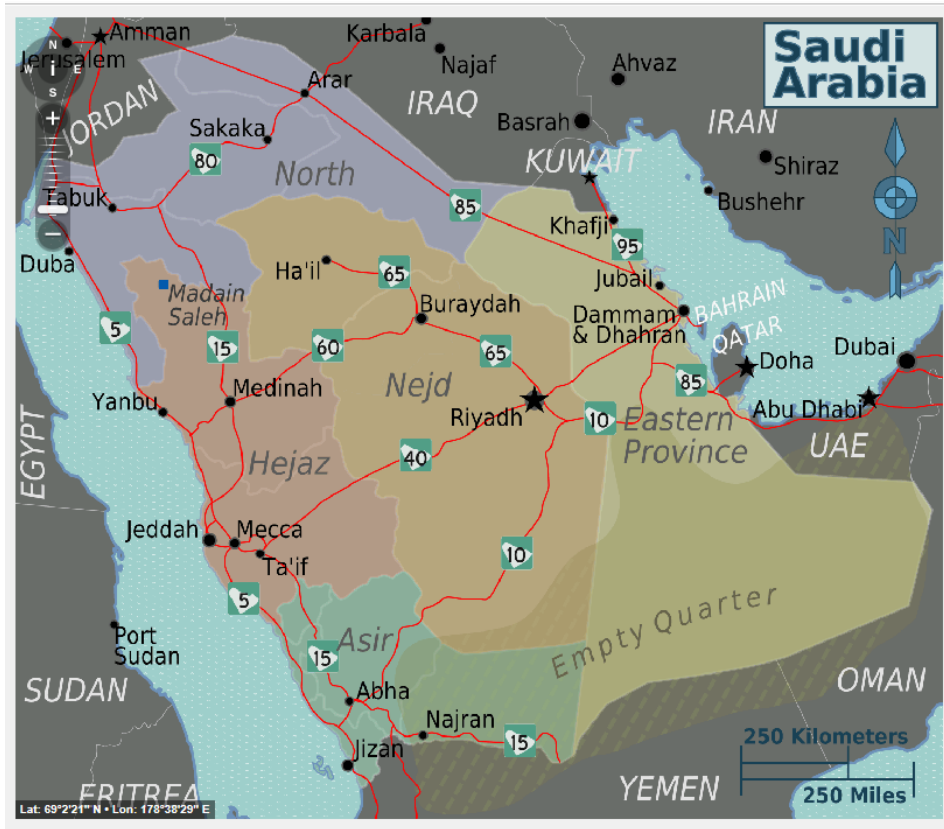 Saudi
Arabia
Amman
Karbala
Jerusalem
N
W
i
E
S
+
−
Najaf
Ahvaz
Arar
IRAQ
JORDAN
Basrah
IRAN
Sakaka
80
North
KUWAIT
Shiraz
Tabuk
85
Bushehr
N
Khafji
95
Duba
Ha'il
65
Jubail
Madain
Saleh
Buraydah
BAHRAIN
Dammam
& Dhahran
5
15
60
65
QATAR
Doha
Dubai
Medinah
Nejd
85
Yanbu
Riyadh
10
Eastern
Province
Abu Dhabi
EGYPT
UAE
Hejaz
40
Jeddah
Mecca
Ta'if
10
5
Port
Sudan
Asir
15
Empty Quarter
SUDAN
Abha
OMAN
Najran
15
250 Kilometers
Jizan
YEMEN
250 Miles
ERITREA
Lat: 69°2'21" N • Lon: 178°38'29" E